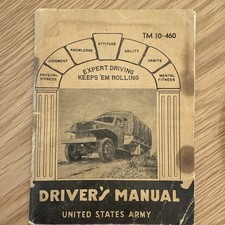 TM 10-460
PHYSICAL FITNESS
JUDGMENT
KNOWLEDGE
ATTITUDE
ABILITY
HABITS
MENTAL FITNESS
EXPERT DRIVING
KEEPS 'EM ROLLING
DRIVER'S MANUAL
UNITED STATES ARMY